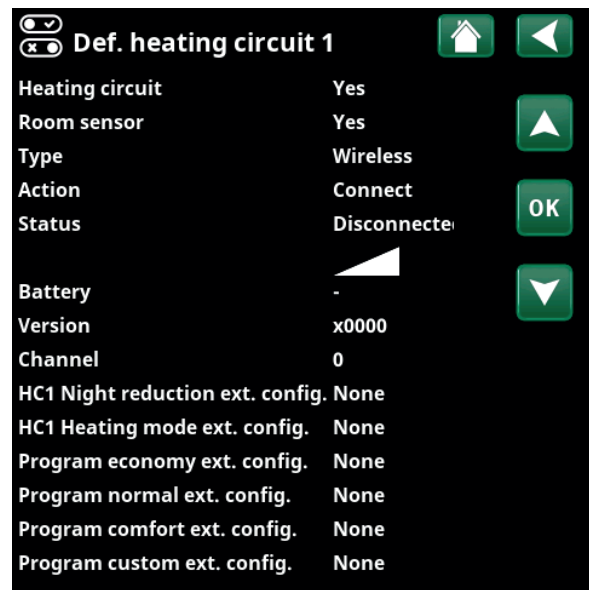 Def. heating circuit 1
Heating circuit Yes
Room sensor Yes
Type Wireless
Action Connect
Status Disconnecte
OK
Battery -
Version x0000
Channel 0
HC1 Night reduction ext. config. None
HC1 Heating mode ext. config. None
Program economy ext. config. None
Program normal ext. config. None
Program comfort ext. config. None
Program custom ext. config. None